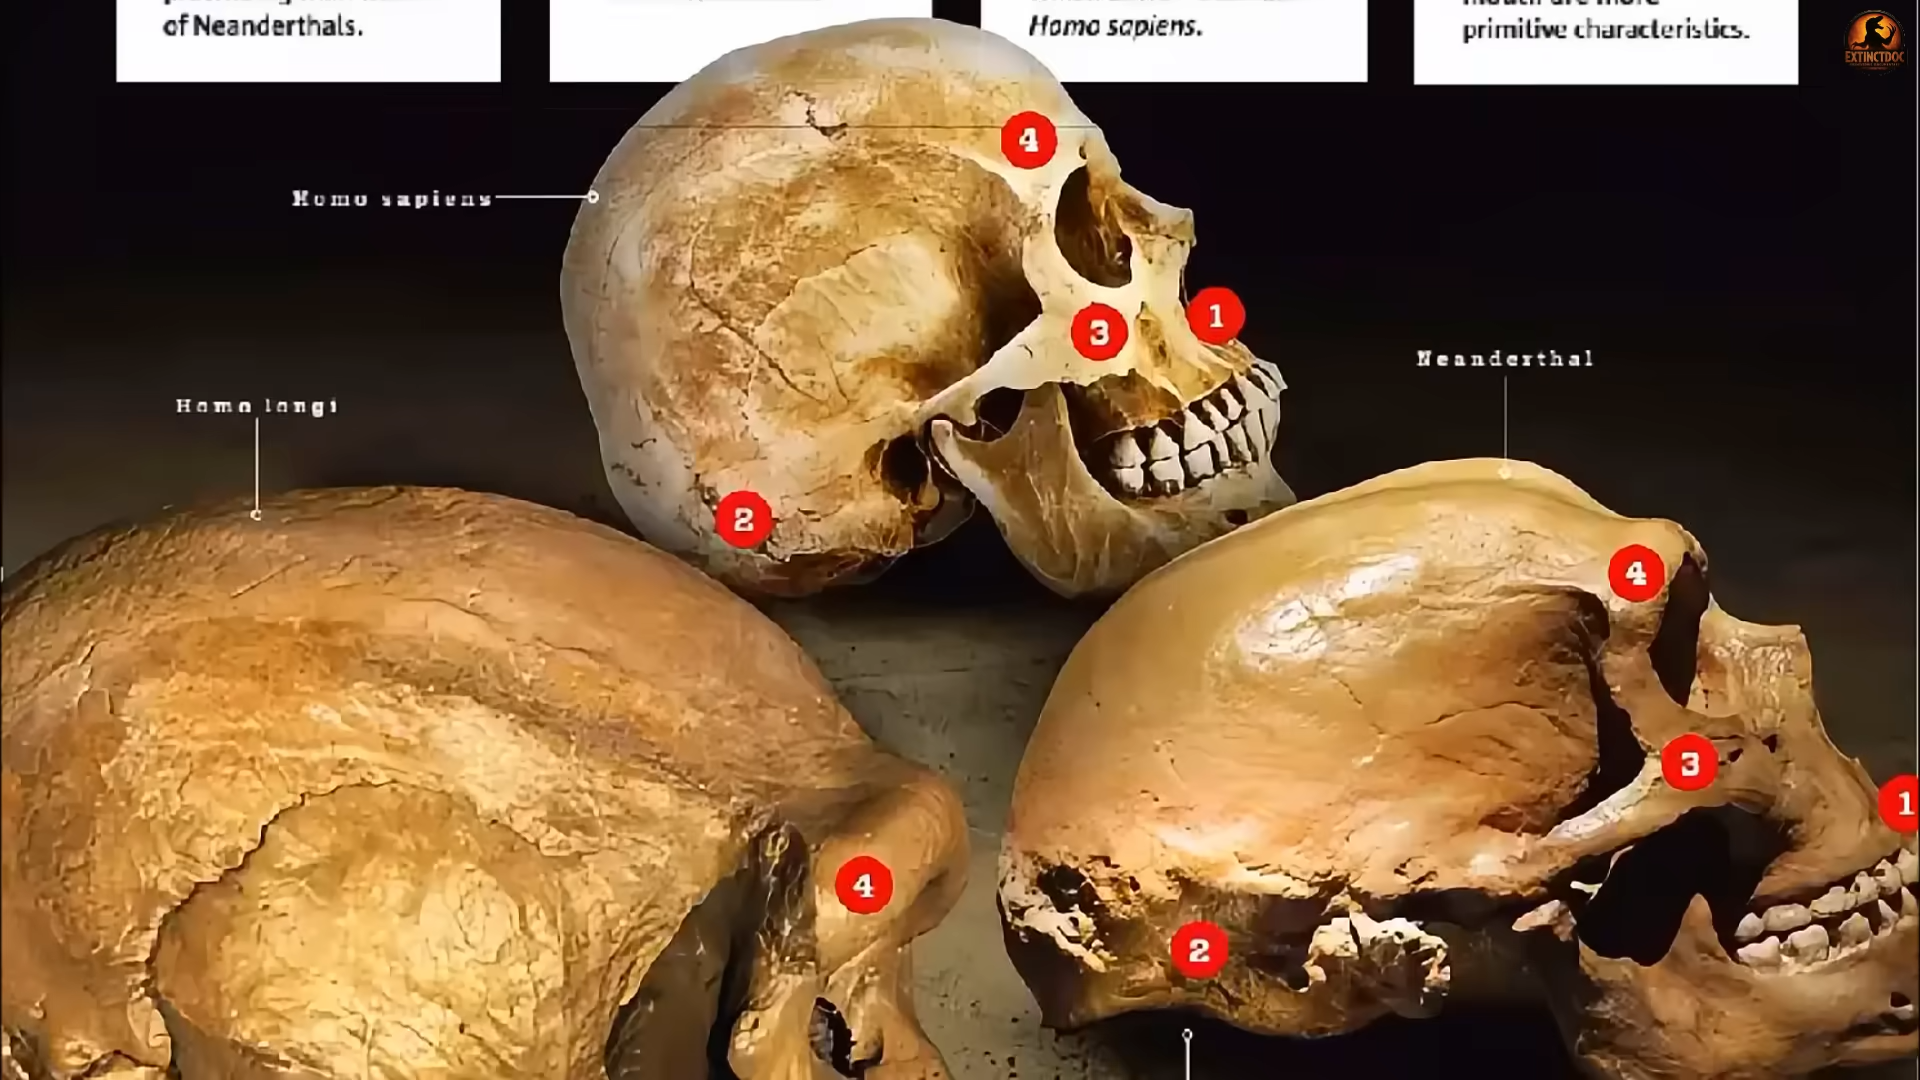 of Neanderthals.
Homo sapiens.
primitive characteristics.
EXTINCTDOC
4
Homo sapiens
1
3
Neanderthal
Homo longi
2
4
3
1
4
2